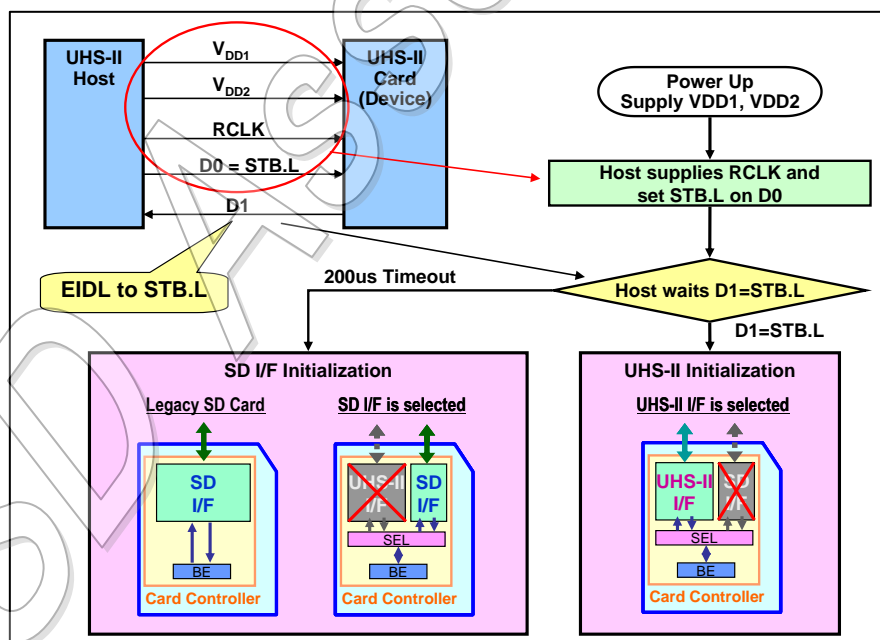 UHS-II
Host
VDD1
VDD2
RCLK
D0 = STB.L
D1
UHS-II
Card
(Device)
EIDL to STB.L
Power Up
Supply VDD1, VDD2
Host supplies RCLK and
set STB.L on D0
Host waits D1=STB.L
200us Timeout
D1=STB.L
SD I/F Initialization
Legacy SD Card
SD I/F is selected
SD
I/F
BE
Card Controller
UHS-II
I/F
SD
I/F
SEL
BE
Card Controller
UHS-II Initialization
UHS-II I/F is selected
UHS-II
I/F
SD
I/F
SEL
BE
Card Controller